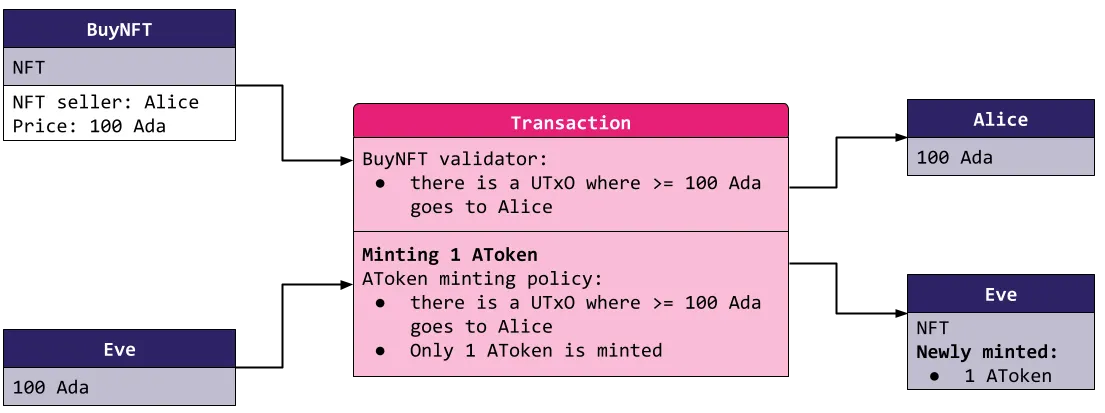 BuyNFT
NFT
NFT seller: Alice
Price: 100 Ada
Eve
100 Ada
Transaction
BuyNFT validator:
● there is a UTxO where >= 100 Ada
goes to Alice
Minting 1 AToken
AToken minting policy:
● there is a UTxO where >= 100 Ada
goes to Alice
● Only 1 AToken is minted
Alice
100 Ada
Eve
NFT
Newly minted:
● 1 AToken